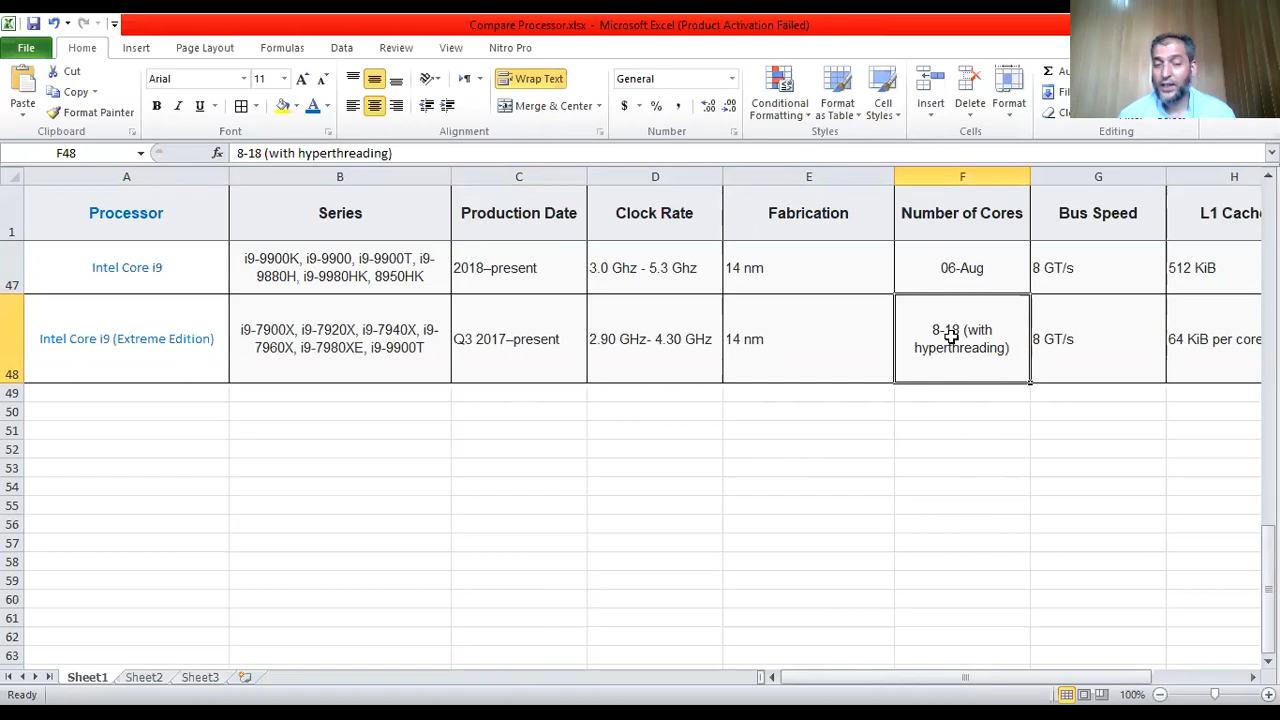 Compare Processor.xlsx - Microsoft Excel (Product Activation Failed)
File Home Insert Page Layout Formulas Data Review View Nitro Pro
Paste Cut Copy Format Painter
Arial 11
B I U
Wrap Text
Merge & Center
General
$ % ,
Conditional Formatting Format as Table Cell Styles
Insert Delete Format
Clipboard Font Alignment Number Styles Cells Editing
F48 fx 8-18 (with hyperthreading)
A B C D E F G H
1 Processor Series Production Date Clock Rate Fabrication Number of Cores Bus Speed L1
47 Intel Core i9 i9-9900K, i9-9900, i9-9900T, i9-
9880H, i9-9980HK, 8950HK 2018–present 3.0 Ghz - 5.3 Ghz 14 nm 06-Aug 8 GT/s 512 KiB
48 Intel Core i9 (Extreme Edition) i9-7900X, i9-7920X, i9-7940X, i9-
7960X, i9-7980XE, i9-9900T Q3 2017–present 2.90 GHz- 4.30 GHz 14 nm 8-18 (with
hyperthreading) 8 GT/s 64 KiB per core
49
50
51
52
53
54
55
56
57
58
59
60
61
62
63
Sheet1 Sheet2 Sheet3
Ready 100%